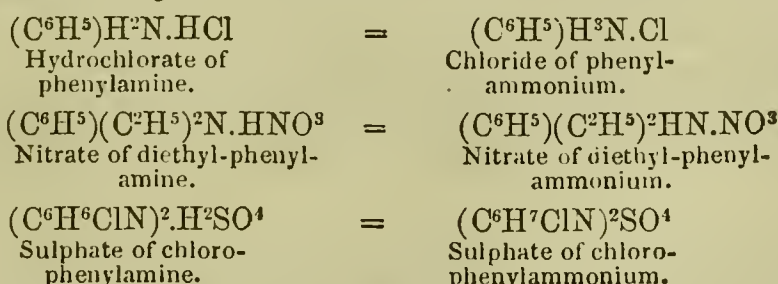 (C⁶H⁵)H²N.HCl = (C⁶H⁵)H³N.Cl
Hydrochlorate of Chloride of phenyl-
phenylamine. ammonium.
(C⁶H⁵)(C²H⁵)²N.HNO³ = (C⁶H⁵)(C²H⁵)²HN.NO³
Nitrate of diethyl-phenyl- Nitrate of diethyl-phenyl-
amine. ammonium.
(C⁶H⁶ClN)².H²SO⁴ = (C⁶H⁷ClN)²SO⁴
Sulphate of chloro- Sulphate of chloro-
phenylamine. phenylammonium.